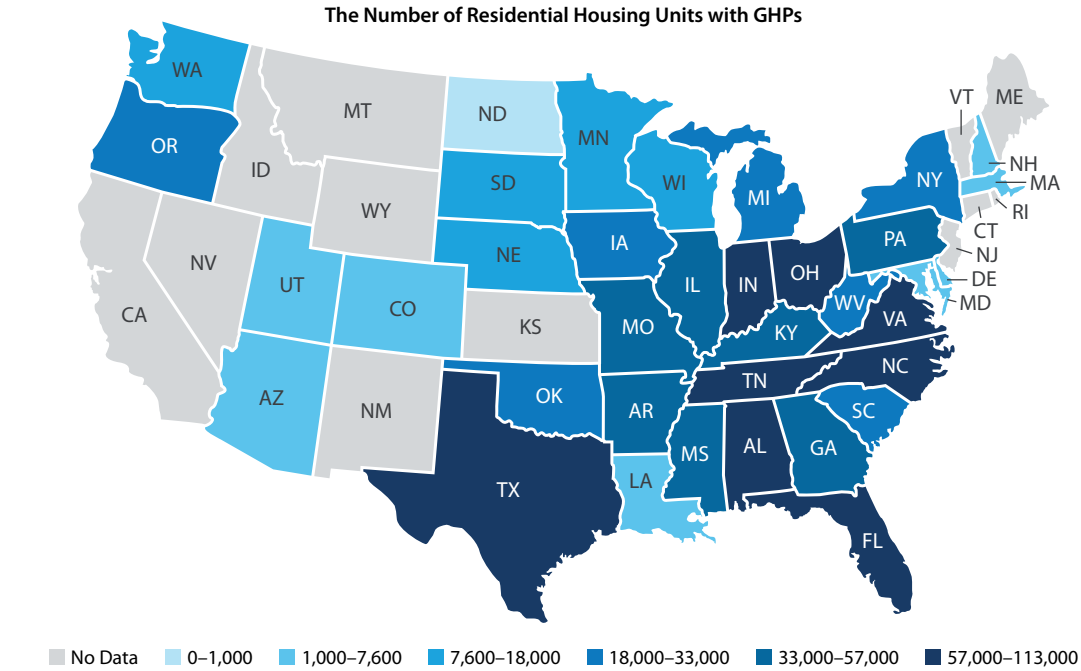 The Number of Residential Housing Units with GHPs
WA
MT
ND
MN
VT
ME
OR
ID
SD
WI
MI
NY
NH
MA
RI
CT
WY
IA
PA
NJ
NV
NE
IL
IN
OH
DE
MD
UT
CO
WV
VA
CA
KS
MO
KY
NC
AZ
NM
OK
TN
AR
SC
MS
AL
GA
LA
TX
FL
No Data 0–1,000 1,000–7,600 7,600–18,000 18,000–33,000 33,000–57,000 57,000–113,000